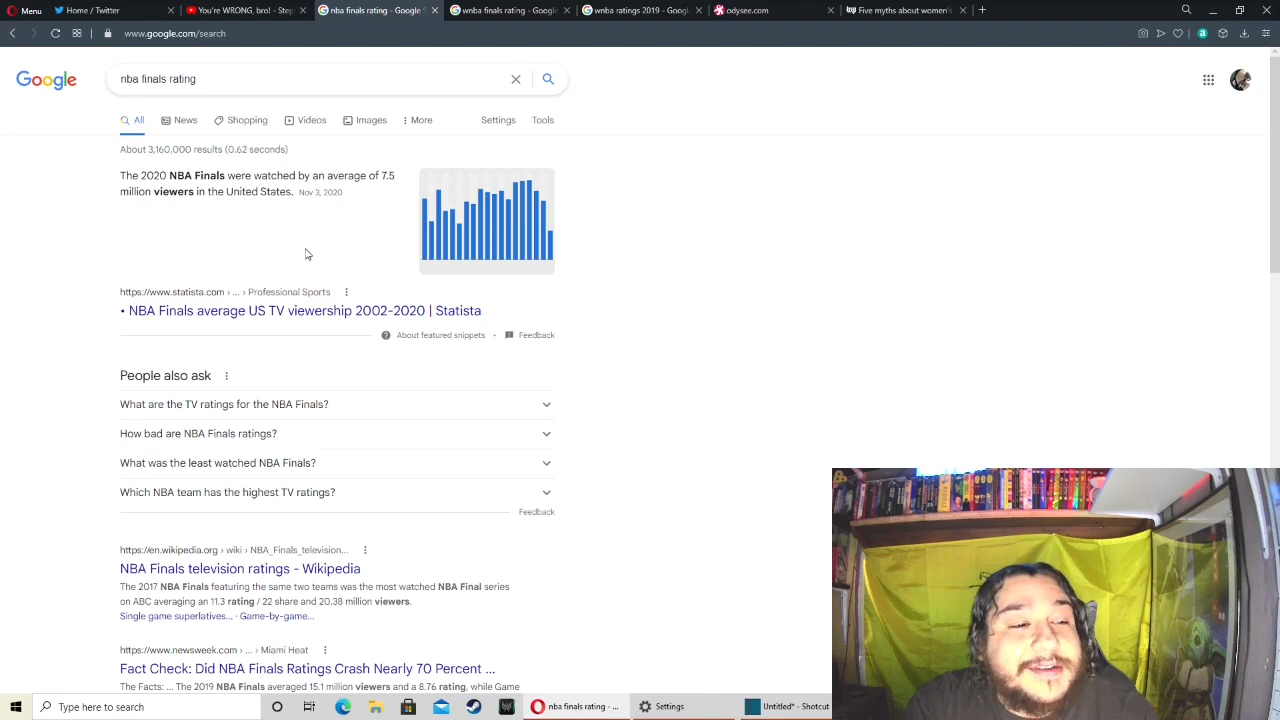 Menu
Home / Twitter
You're WRONG, bro! - Step
nba finals rating - Google S
wnba finals rating - Google
wnba ratings 2019 - Google
odysee.com
Five myths about women's
www.google.com/search
Google
nba finals rating
All
News
Shopping
Videos
Images
More
Settings
Tools
About 3,160,000 results (0.62 seconds)
The 2020 NBA Finals were watched by an average of 7.5
million viewers in the United States. Nov 3, 2020
https://www.statista.com › ... › Professional Sports
• NBA Finals average US TV viewership 2002-2020 | Statista
About featured snippets • Feedback
People also ask
What are the TV ratings for the NBA Finals?
How bad are NBA Finals ratings?
What was the least watched NBA Finals?
Which NBA team has the highest TV ratings?
Feedback
https://en.wikipedia.org › wiki › NBA_Finals_television...
NBA Finals television ratings - Wikipedia
The 2017 NBA Finals featuring the same two teams was the most watched NBA Final series
on ABC averaging an 11.3 rating / 22 share and 20.38 million viewers.
Single game superlatives... · Game-by-game...
https://www.newsweek.com › ... › Miami Heat
Fact Check: Did NBA Finals Ratings Crash Nearly 70 Percent ...
The Facts: ... The 2019 NBA Finals averaged 15.1 million viewers and a 8.76 rating, while Game
Type here to search
nba finals rating - ...
Settings
Untitled* - Shotcut